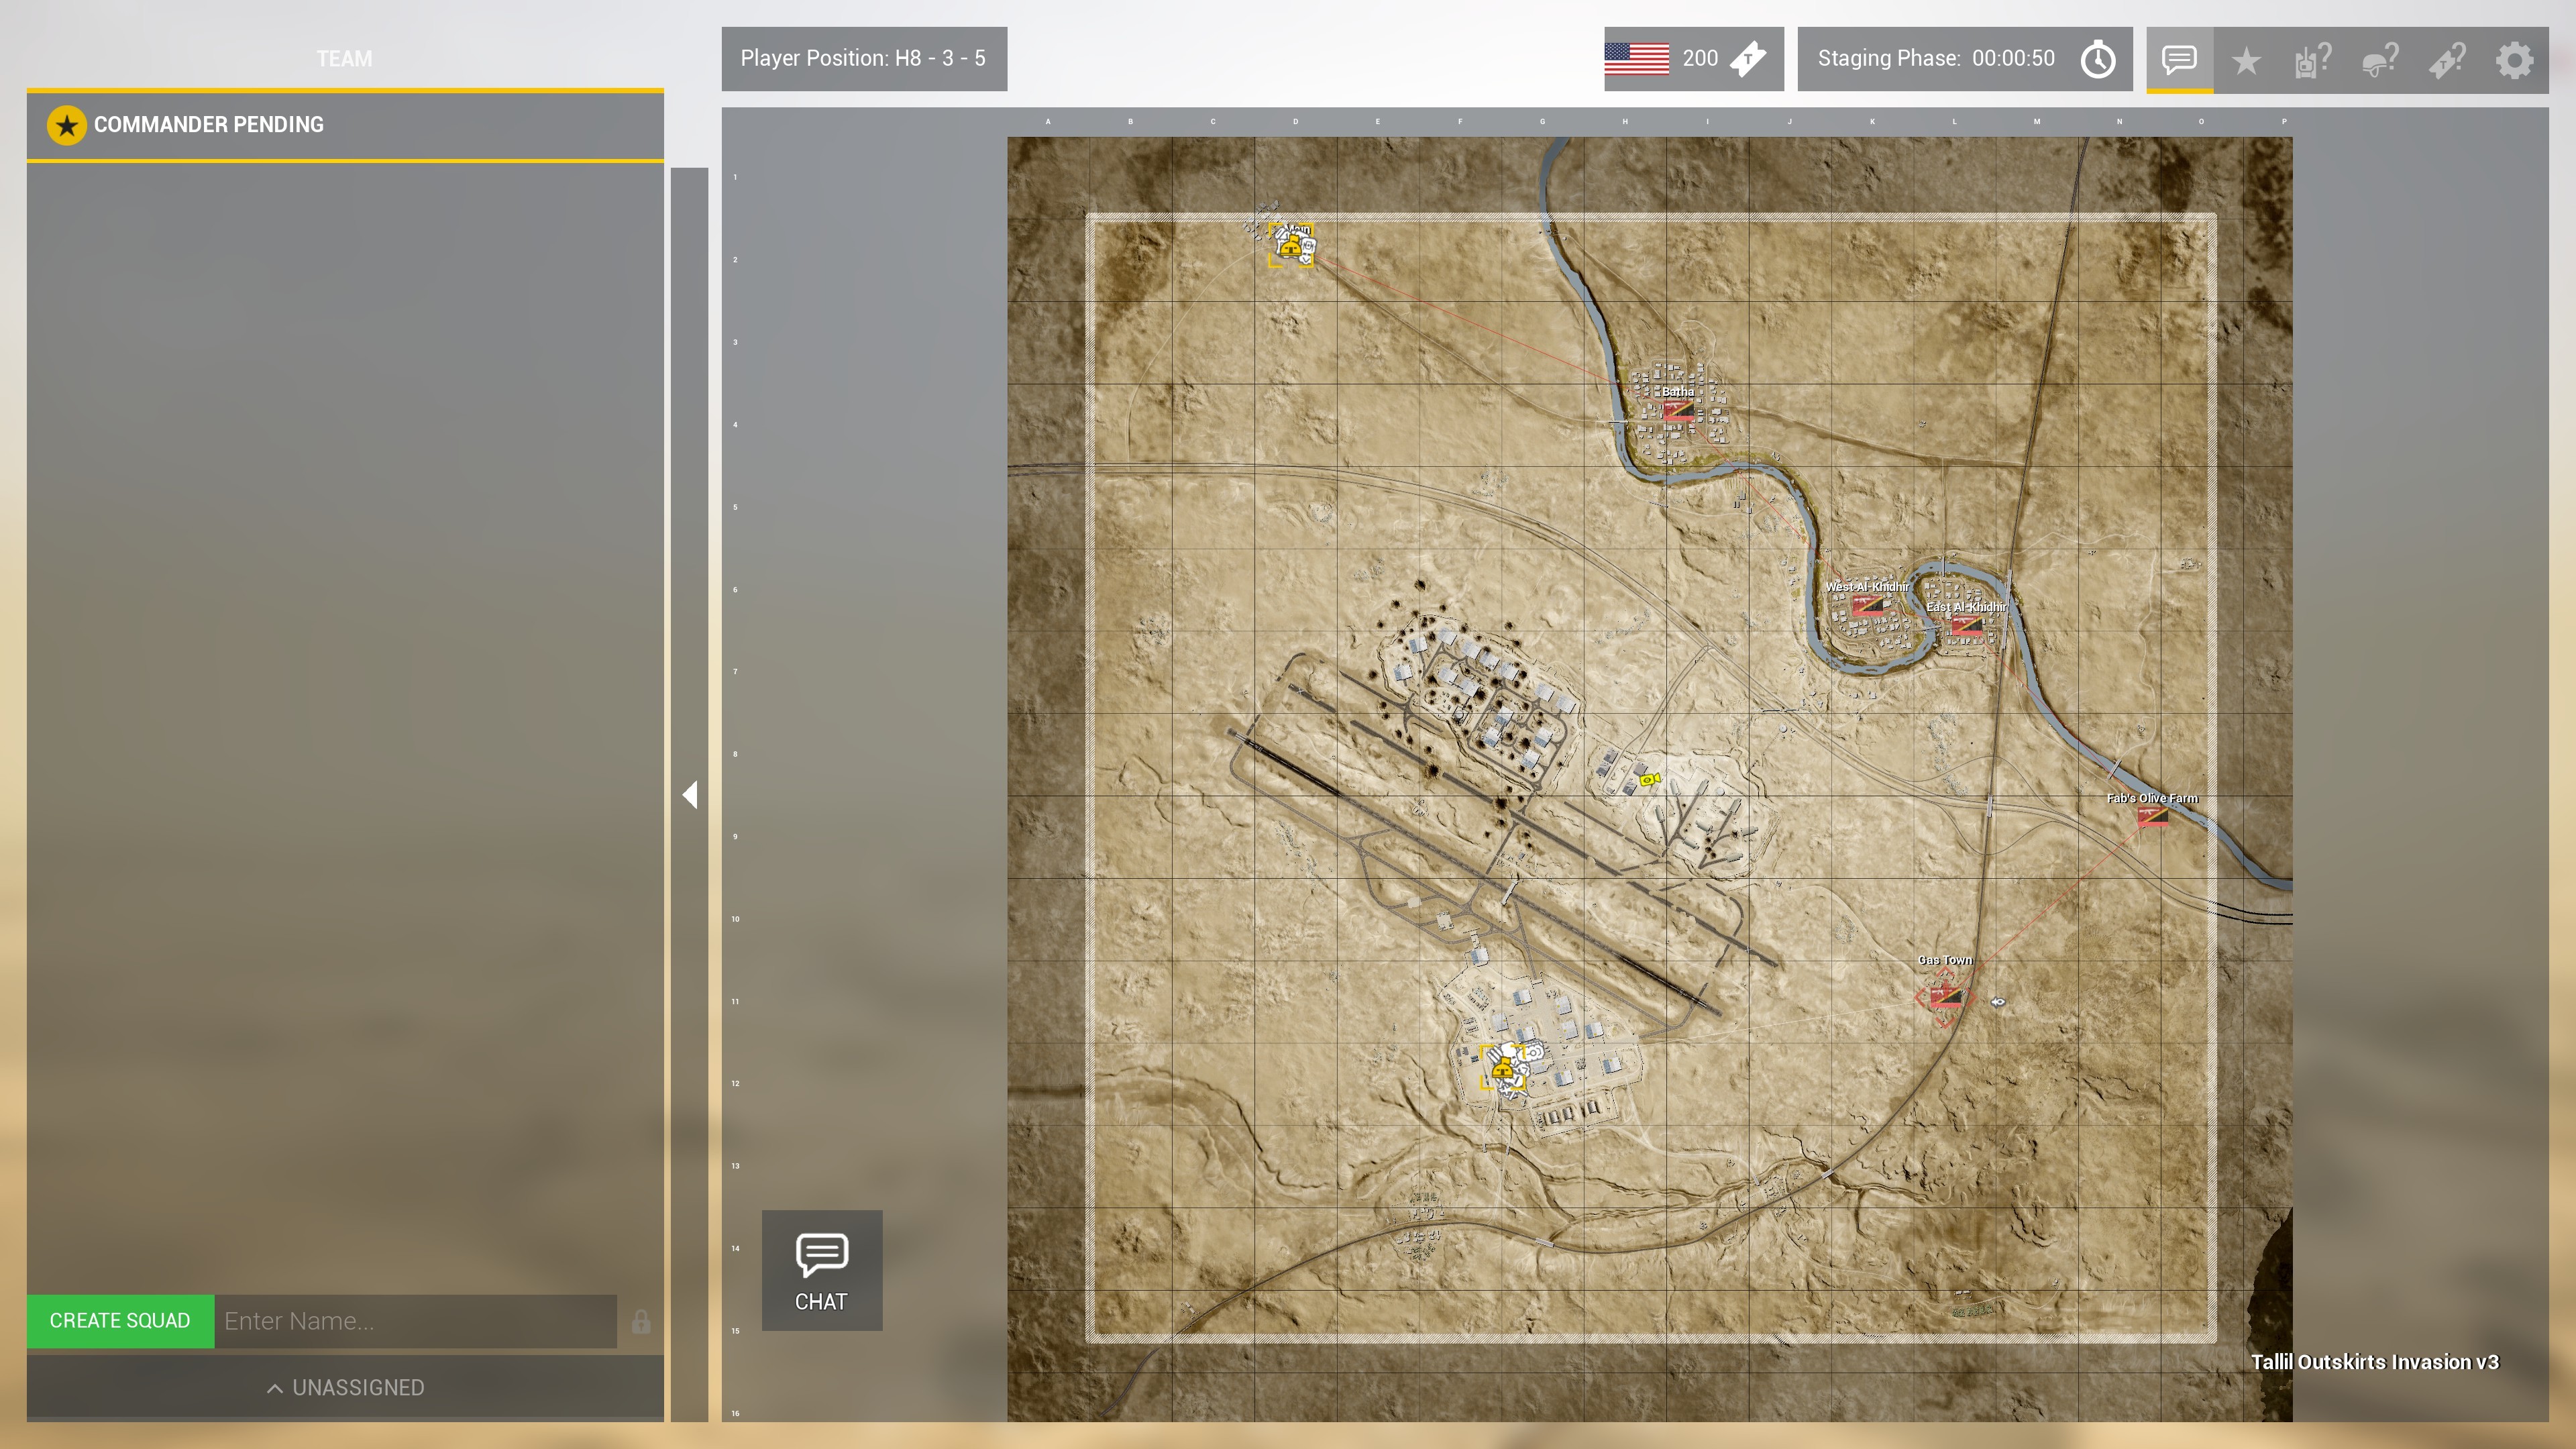 TEAM
Player Position: H8 - 3 - 5
200
T
Staging Phase: 00:00:50
? ? T ?
COMMANDER PENDING
A B C D E F G H I J K L M N O P
1
Main
2
3
Batha
4
5
6
West Al-Khidhir
East Al-Khidhir
7
8
Fab's Olive Farm
9
10
Gas Town
11
12
13
14
CHAT
15
CREATE SQUAD Enter Name...
Tallil Outskirts Invasion v3
UNASSIGNED
16